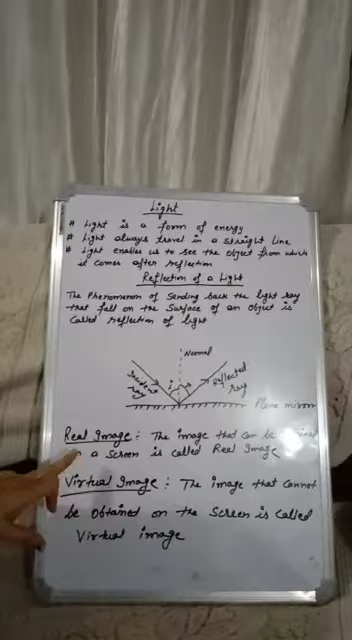 Light
# Light is a form of energy
# Light always travel in a straight line
# Light enables us to see the object from which
it comes after reflection
Reflection of a Light
The Phenomenon of Sending back the light ray
that fall on the Surface of an Object is
Called reflection of light
Normal
Incident
ray
i
r
Reflected
ray
Plane mirror
Real Image : The image that can be
a Screen is called Real Image
Virtual Image : The image that cannot
be Obtained on the Screen is Called
Virtual image